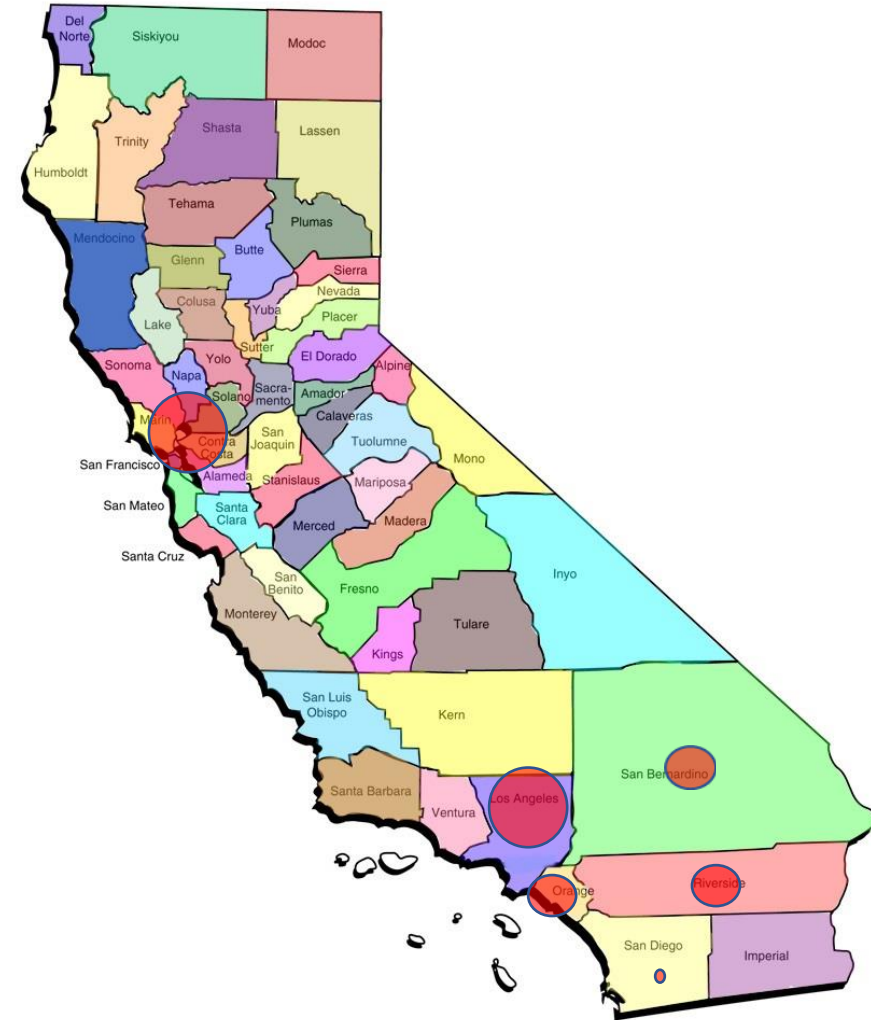 Del
Norte
Siskiyou
Modoc
Humboldt
Trinity
Shasta
Lassen
Tehama
Plumas
Mendocino
Glenn
Butte
Sierra
Nevada
Colusa
Yuba
Placer
Lake
Sutter
El Dorado
Sonoma
Napa
Yolo
Sacra-
mento
Alpine
Amador
Solano
Calaveras
Marin
Contra
Costa
San
Joaquin
Tuolumne
Mono
San Francisco
Alameda
Stanislaus
Mariposa
San Mateo
Santa
Clara
Merced
Madera
Santa Cruz
San
Benito
Fresno
Inyo
Monterey
Kings
Tulare
San Luis
Obispo
Kern
Santa Barbara
Ventura
Los Angeles
San Bernardino
Orange
Riverside
San Diego
Imperial